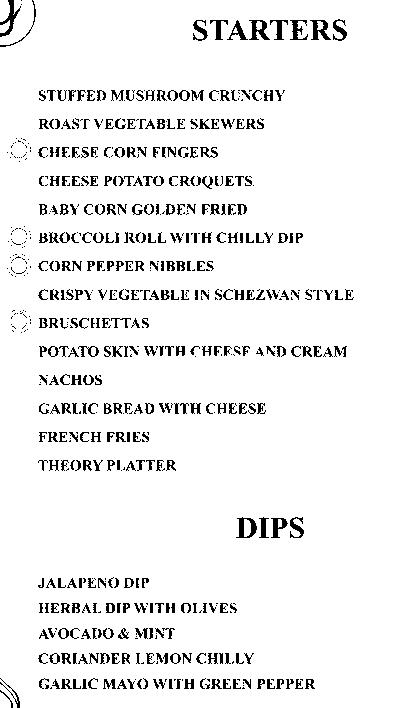 STARTERS
STUFFED MUSHROOM CRUNCHY
ROAST VEGETABLE SKEWERS
CHEESE CORN FINGERS
CHEESE POTATO CROQUETS
BABY CORN GOLDEN FRIED
BROCCOLI ROLL WITH CHILLY DIP
CORN PEPPER NIBBLES
CRISPY VEGETABLE IN SCHEZWAN STYLE
BRUSCHETTAS
POTATO SKIN WITH CHEESE AND CREAM
NACHOS
GARLIC BREAD WITH CHEESE
FRENCH FRIES
THEORY PLATTER
DIPS
JALAPENO DIP
HERBAL DIP WITH OLIVES
AVOCADO & MINT
CORIANDER LEMON CHILLY
GARLIC MAYO WITH GREEN PEPPER